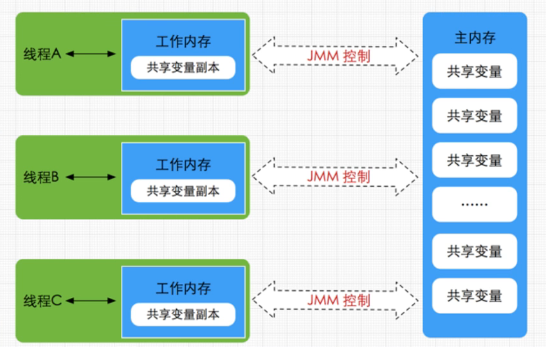 线程A
工作内存
共享变量副本
JMM 控制
线程B
工作内存
共享变量副本
JMM 控制
线程C
工作内存
共享变量副本
JMM 控制
主内存
共享变量
共享变量
共享变量
······
共享变量
共享变量